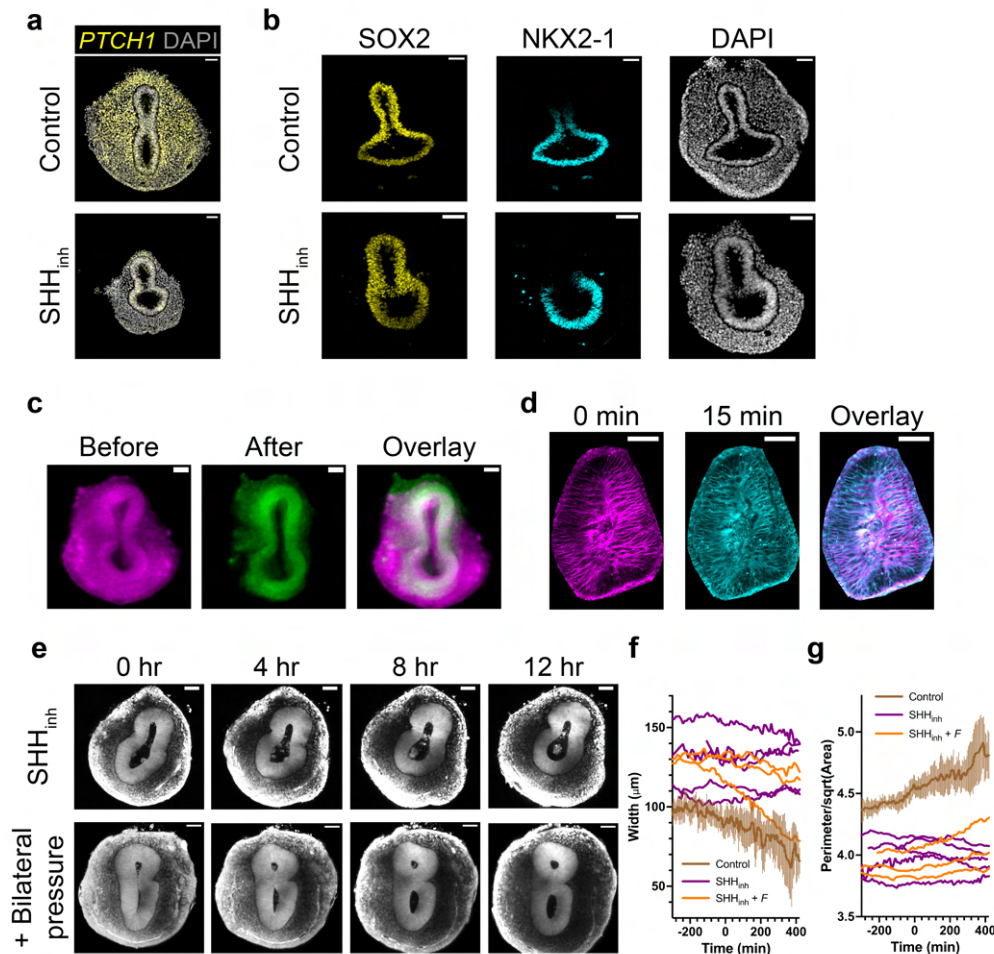 a
PTCH1 DAPI
Control
SHHinh
b
SOX2 NKX2-1 DAPI
Control
SHHinh
c
Before After Overlay
d
0 min 15 min Overlay
e
0 hr 4 hr 8 hr 12 hr
SHHinh
+ Bilateral
pressure
f
Width (μm)
150
100
50
Control
SHHinh
SHHinh + F
-200 0 200 400
Time (min)
g
Perimeter/sqrt(Area)
Control
SHHinh
SHHinh + F
5.0
4.5
4.0
3.5
-200 0 200 400
Time (min)